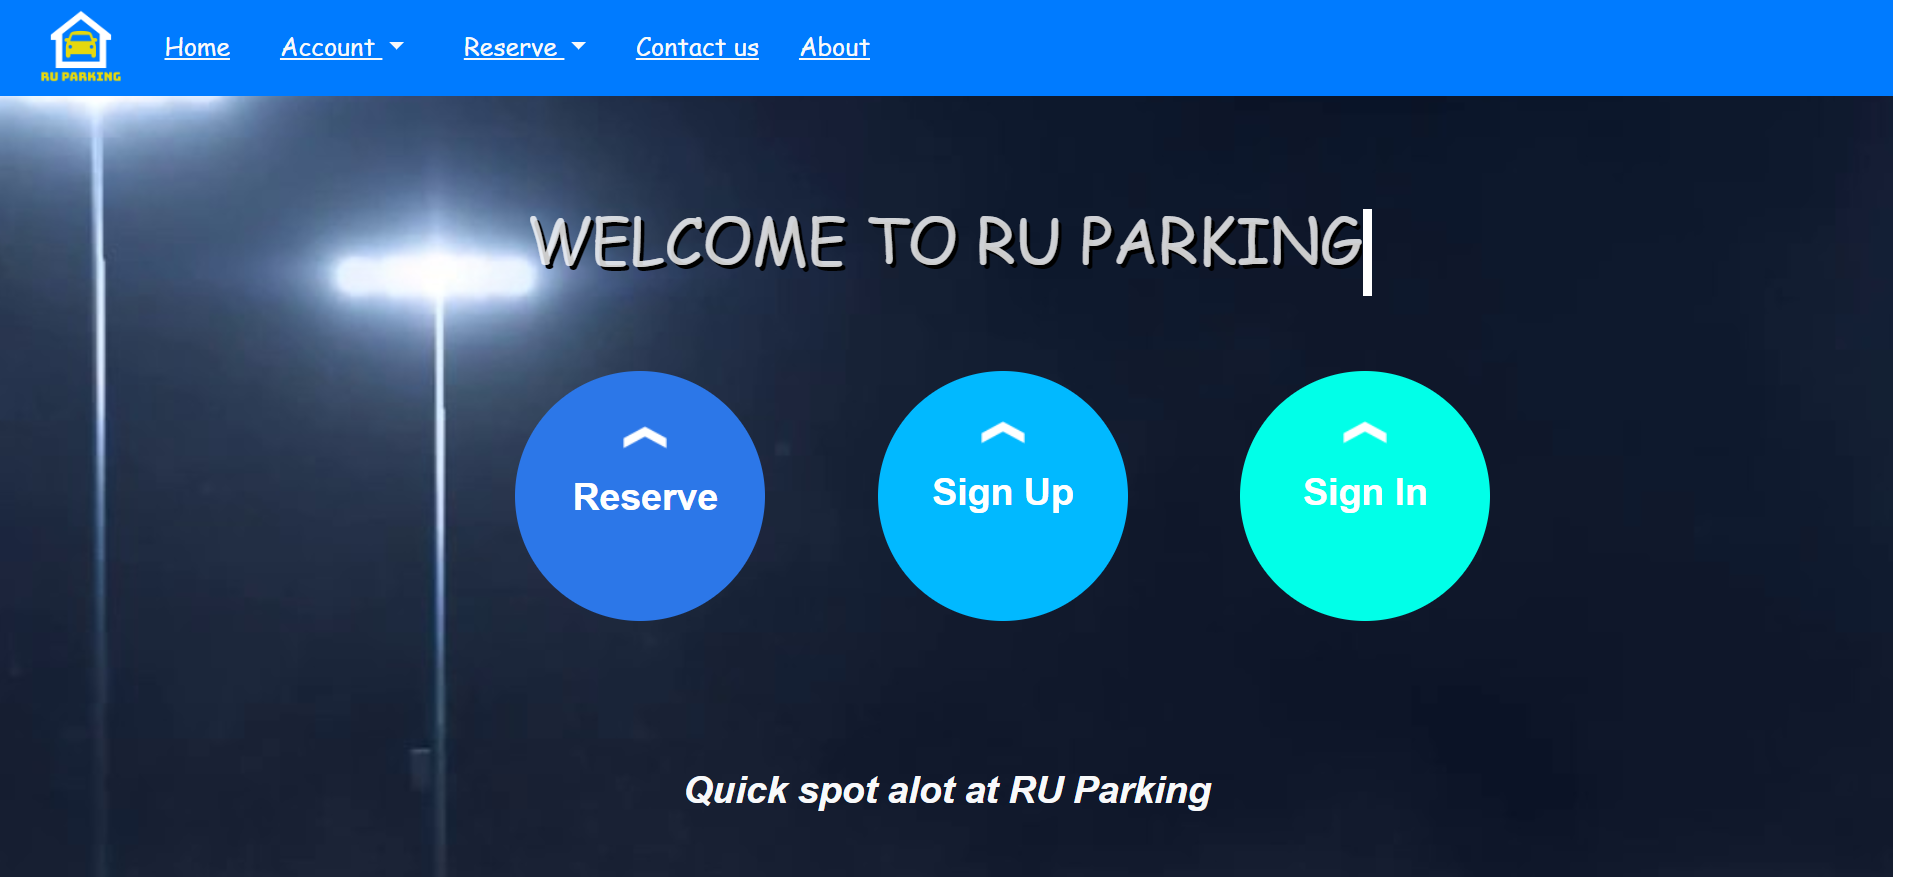 RU PARKING
Home Account Reserve Contact us About
WELCOME TO RU PARKING
Reserve Sign Up Sign In
Quick spot alot at RU Parking